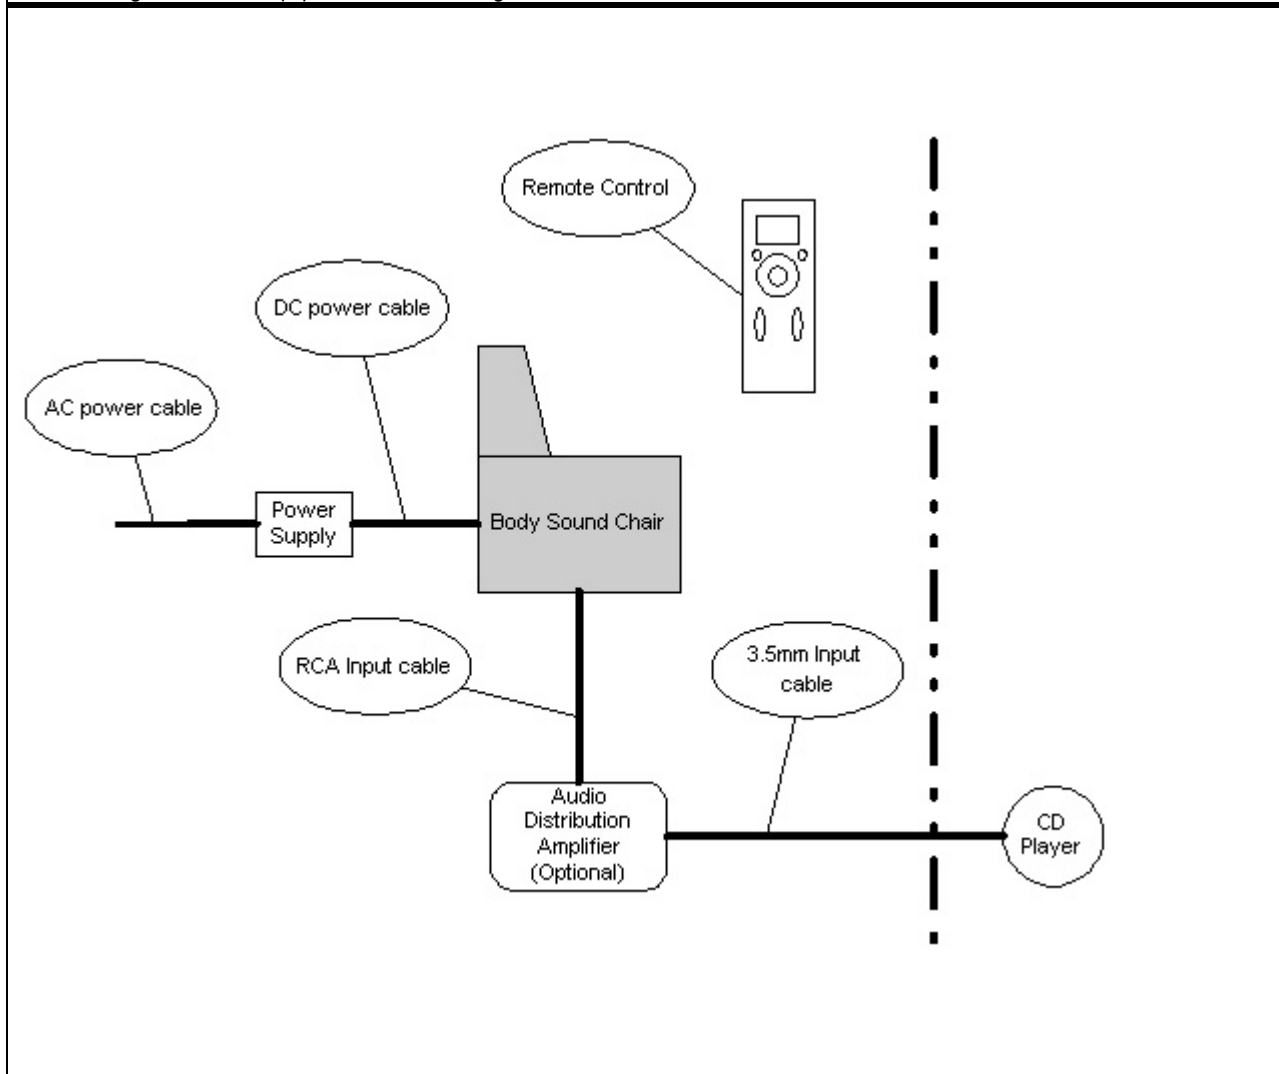 Remote Control
DC power cable
AC power cable
Power
Supply
Body Sound Chair
RCA Input cable
3.5mm Input
cable
Audio
Distribution
Amplifier
(Optional)
CD
Player